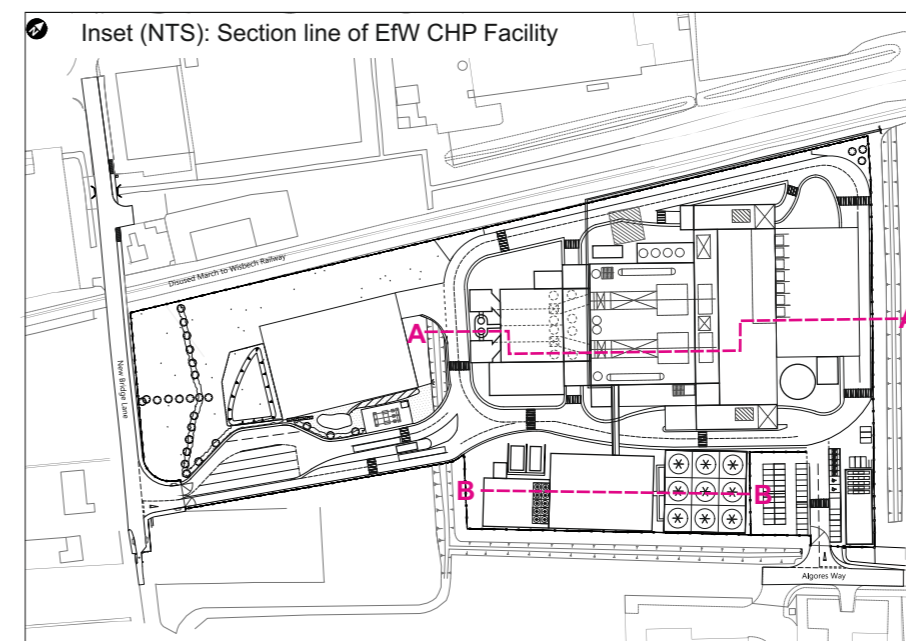 Inset (NTS): Section line of EfW CHP Facility
Disused March to Wisbech Railway
New Bridge Lane
A
A
B
B
Algores Way